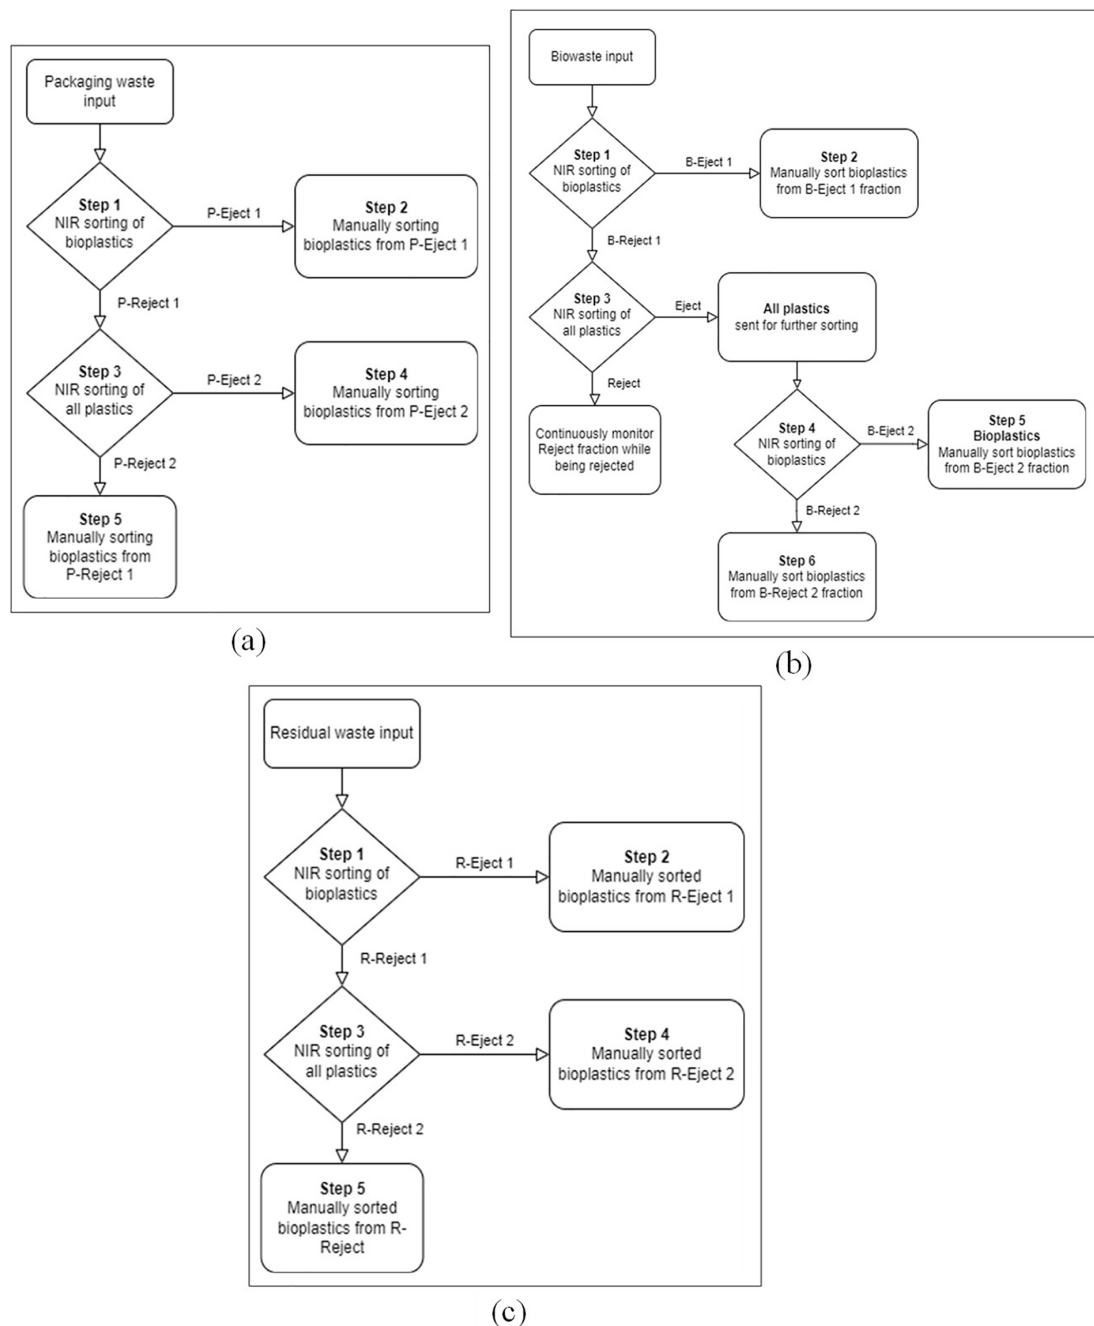 Packaging waste
input
Step 1
NIR sorting of
bioplastics
P-Eject 1
Step 2
Manually sorting
bioplastics from P-Eject 1
P-Reject 1
Step 3
NIR sorting of
all plastics
P-Eject 2
Step 4
Manually sorting
bioplastics from P-Eject 2
P-Reject 2
Step 5
Manually sorting
bioplastics from
P-Reject 1
(a)
Biowaste input
Step 1
NIR sorting of
bioplastics
B-Eject 1
Step 2
Manually sort bioplastics
from B-Eject 1 fraction
B-Reject 1
Step 3
NIR sorting of
all plastics
Eject
All plastics
sent for further sorting
Reject
Continuously monitor
Reject fraction while
being rejected
Step 4
NIR sorting of
bioplastics
B-Eject 2
Step 5
Bioplastics
Manually sort bioplastics
from B-Eject 2 fraction
B-Reject 2
Step 6
Manually sort bioplastics
from B-Reject 2 fraction
(b)
Residual waste input
Step 1
NIR sorting of
bioplastics
R-Eject 1
Step 2
Manually sorted
bioplastics from R-Eject 1
R-Reject 1
Step 3
NIR sorting of
all plastics
R-Eject 2
Step 4
Manually sorted
bioplastics from R-Eject 2
R-Reject 2
Step 5
Manually sorted
bioplastics from R-
Reject
(c)